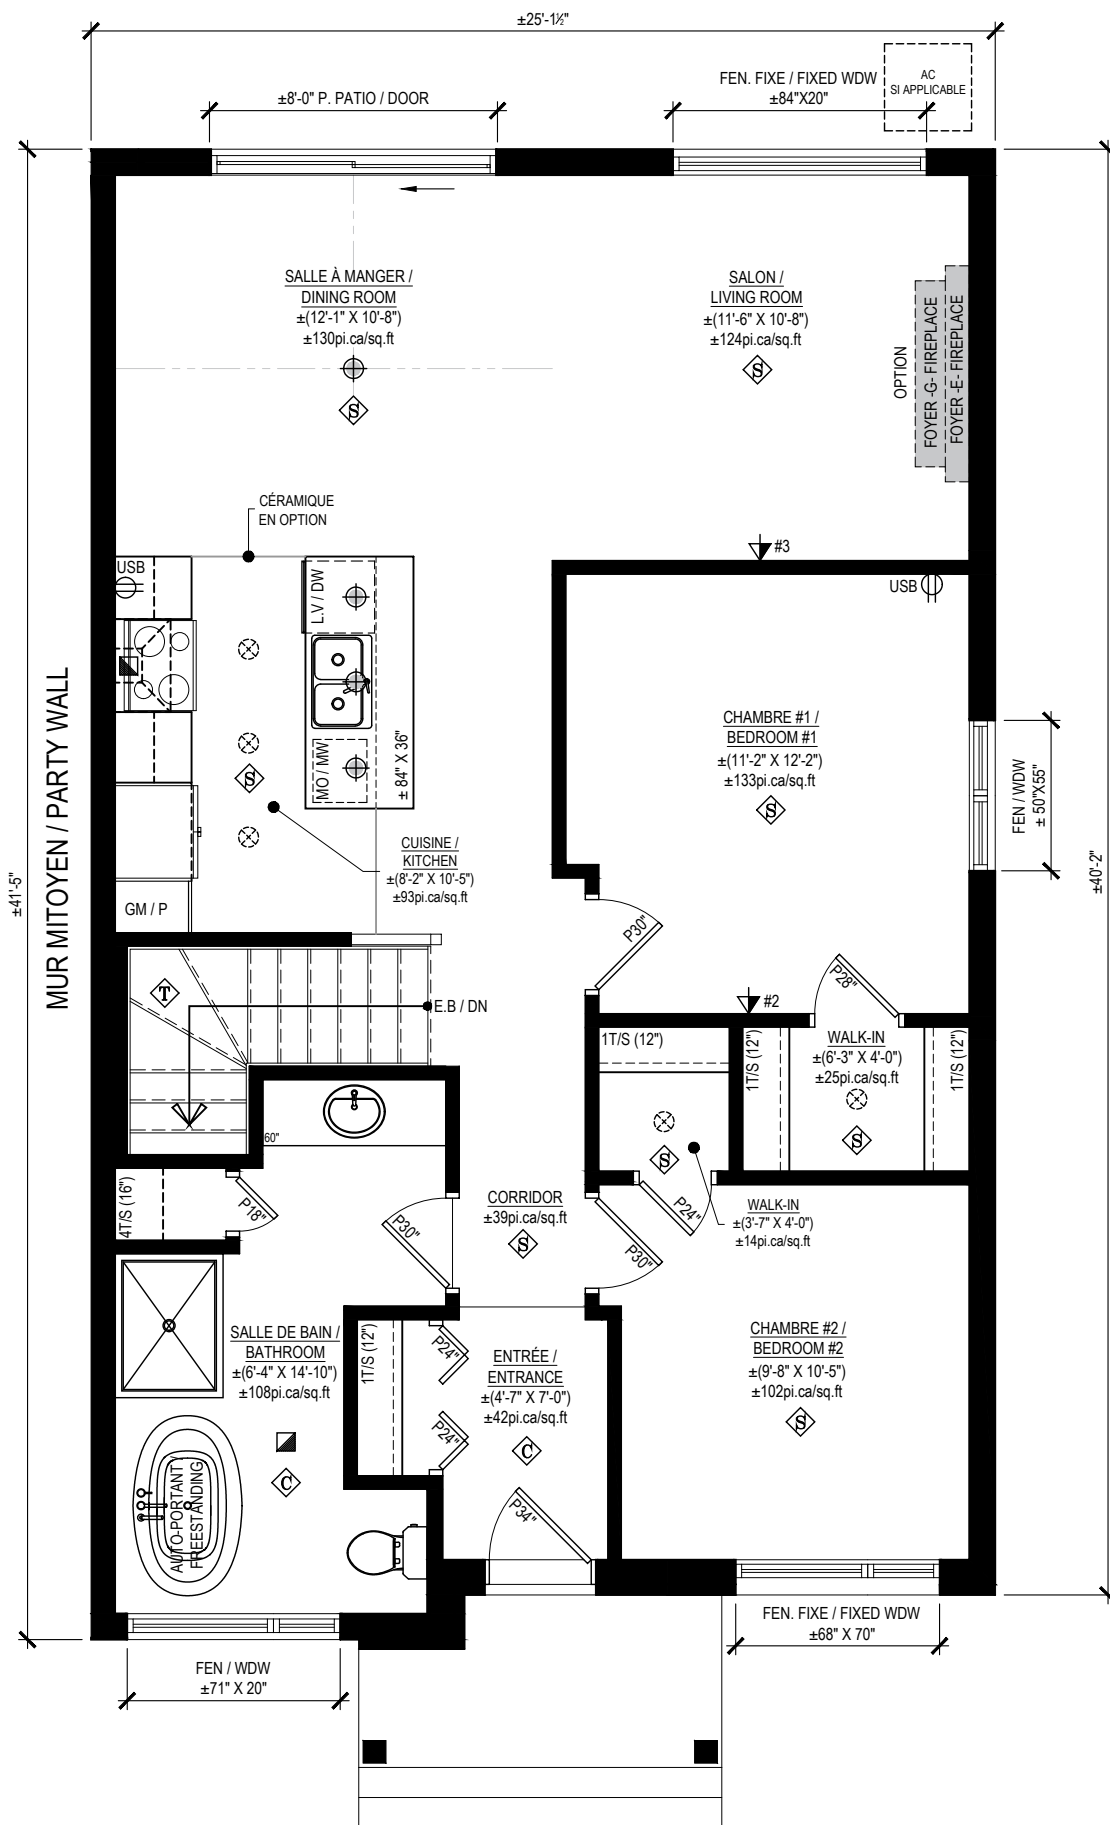 ±25'-1½"
FEN. FIXE / FIXED WDW
±84"X20"
AC
SI APPLICABLE
±8'-0" P. PATIO / DOOR
SALLE À MANGER /
DINING ROOM
±(12'-1" X 10'-8")
±130pi.ca/sq.ft
S
SALON /
LIVING ROOM
±(11'-6" X 10'-8")
±124pi.ca/sq.ft
S
OPTION
FOYER -G- FIREPLACE
FOYER -E- FIREPLACE
CÉRAMIQUE
EN OPTION
#3
USB
L.V / DW
USB
MUR MITOYEN / PARTY WALL
±41'-5"
±40'-2"
MO / MW
± 84" X 36"
S
CHAMBRE #1 /
BEDROOM #1
±(11'-2" X 12'-2")
±133pi.ca/sq.ft
S
FEN / WDW
± 50"X55"
CUISINE /
KITCHEN
±(8'-2" X 10'-5")
±93pi.ca/sq.ft
GM / P
P30"
P28"
T
E.B / DN
#2
1T/S (12")
1T/S (12")
WALK-IN
±(6'-3" X 4'-0")
±25pi.ca/sq.ft
S
1T/S (12")
60"
S
4T/S (16")
P18"
P30"
CORRIDOR
±39pi.ca/sq.ft
S
P30"
P24"
WALK-IN
±(3'-7" X 4'-0")
±14pi.ca/sq.ft
SALLE DE BAIN /
BATHROOM
±(6'-4" X 14'-10")
±108pi.ca/sq.ft
C
1T/S (12")
P24"
P24"
ENTRÉE /
ENTRANCE
±(4'-7" X 7'-0")
±42pi.ca/sq.ft
C
CHAMBRE #2 /
BEDROOM #2
±(9'-8" X 10'-5")
±102pi.ca/sq.ft
S
AUTO-PORTANT /
FREESTANDING
P34"
FEN. FIXE / FIXED WDW
±68" X 70"
FEN / WDW
±71" X 20"